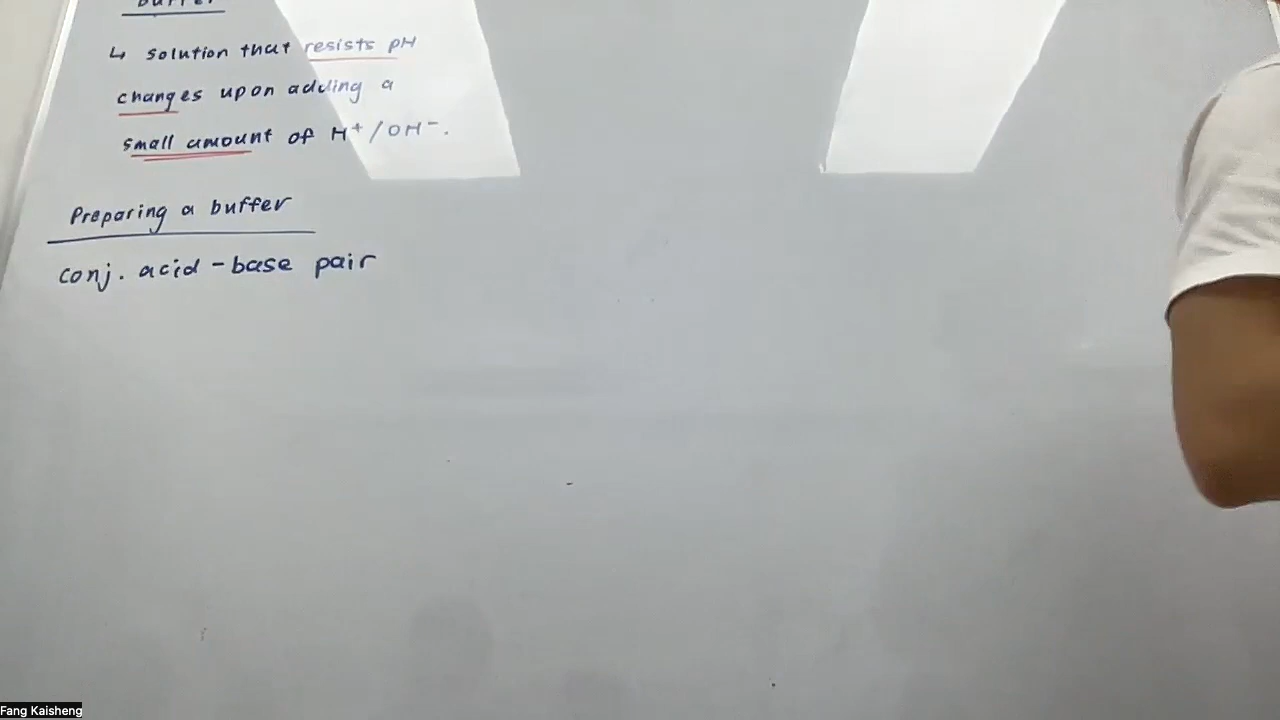 Buffer
↳ solution that resists pH
changes upon adding a
small amount of H⁺/OH⁻.
Preparing a buffer
conj. acid-base pair
Fang Kaisheng